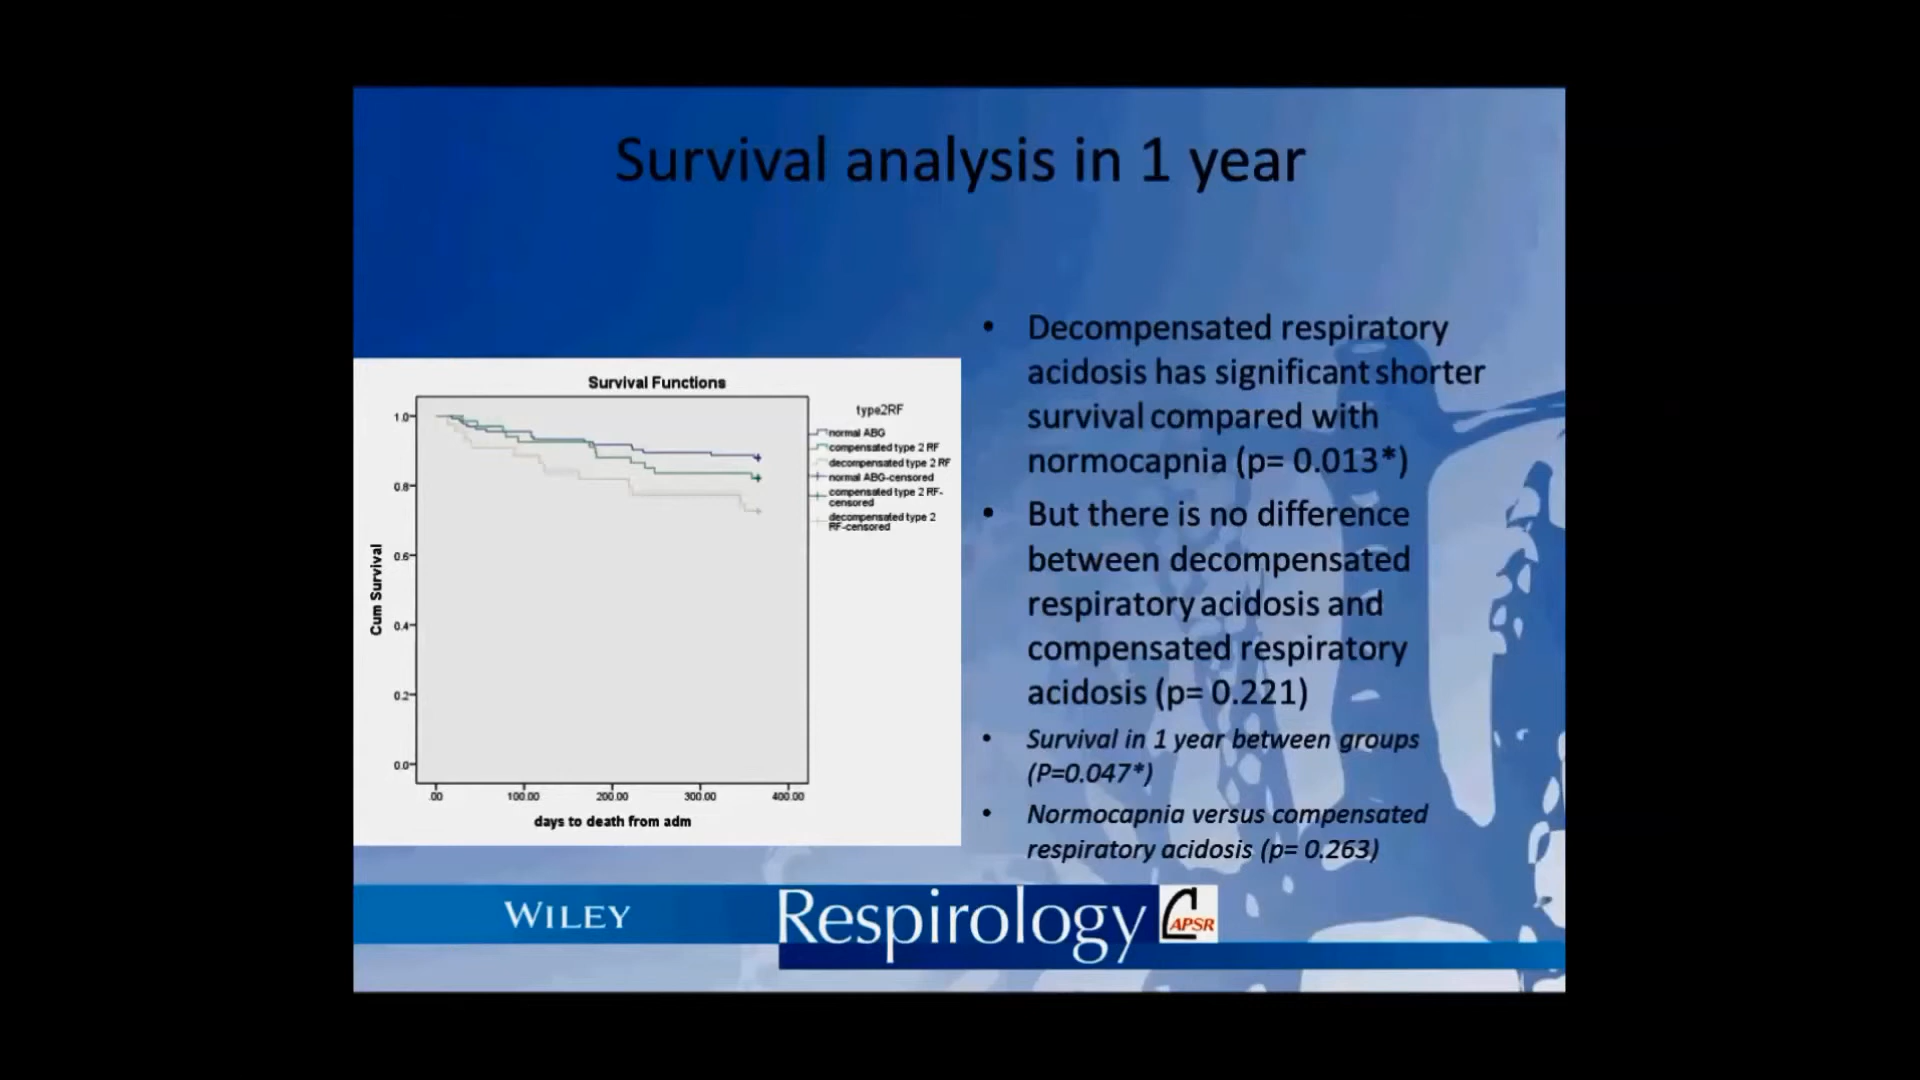 Survival analysis in 1 year
Survival Functions
type2RF
normal ABG
compensated type 2 RF
decompensated type 2 RF
normal ABG-censored
compensated type 2 RF-
censored
decompensated type 2
RF-censored
1.0
0.8
0.6
0.4
0.2
0.0
Cum Survival
.00 100.00 200.00 300.00 400.00
days to death from adm
• Decompensated respiratory
acidosis has significant shorter
survival compared with
normocapnia (p= 0.013*)
• But there is no difference
between decompensated
respiratory acidosis and
compensated respiratory
acidosis (p= 0.221)
• Survival in 1 year between groups
(P=0.047*)
• Normocapnia versus compensated
respiratory acidosis (p= 0.263)
WILEY
Respirology
APSR